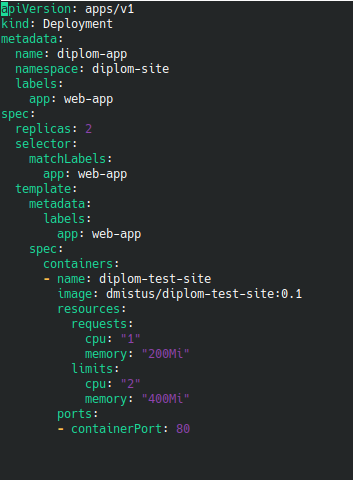 apiVersion: apps/v1
kind: Deployment
metadata:
  name: diplom-app
  namespace: diplom-site
  labels:
    app: web-app
spec:
  replicas: 2
  selector:
    matchLabels:
      app: web-app
  template:
    metadata:
      labels:
        app: web-app
    spec:
      containers:
      - name: diplom-test-site
        image: dmistus/diplom-test-site:0.1
        resources:
          requests:
            cpu: "1"
            memory: "200Mi"
          limits:
            cpu: "2"
            memory: "400Mi"
        ports:
        - containerPort: 80